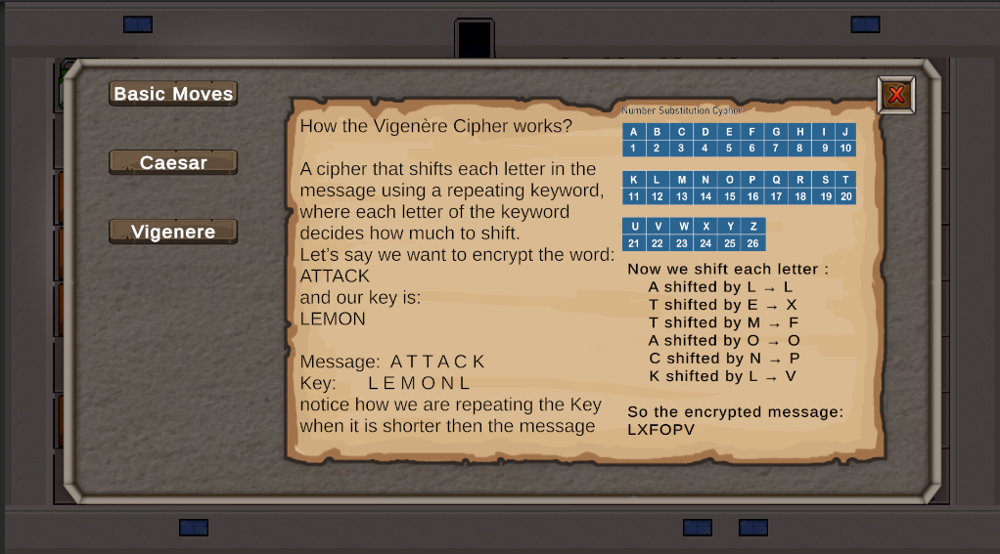 Basic Moves
Caesar
Vigenere
X
How the Vigenère Cipher works?
A cipher that shifts each letter in the
message using a repeating keyword,
where each letter of the keyword
decides how much to shift.
Let's say we want to encrypt the word:
ATTACK
and our key is:
LEMON
Message: A T T A C K
Key: L E M O N L
notice how we are repeating the Key
when it is shorter then the message
Number Substitution Cypher
A B C D E F G H I J
1 2 3 4 5 6 7 8 9 10
K L M N O P Q R S T
11 12 13 14 15 16 17 18 19 20
U V W X Y Z
21 22 23 24 25 26
Now we shift each letter :
A shifted by L → L
T shifted by E → X
T shifted by M → F
A shifted by O → O
C shifted by N → P
K shifted by L → V
So the encrypted message:
LXFOPV